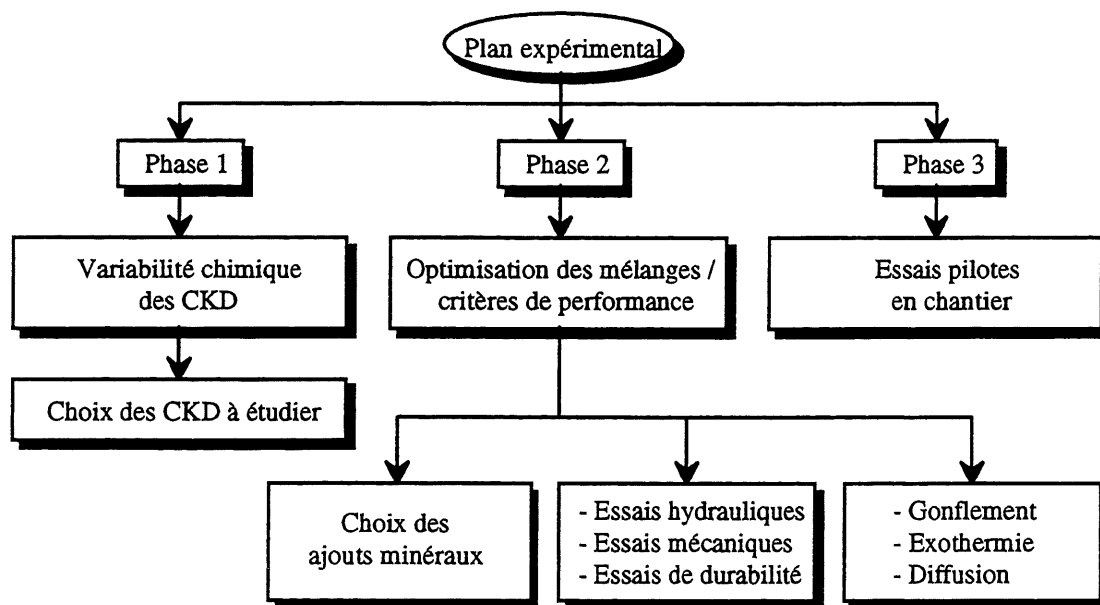 Plan expérimental
Phase 1
Phase 2
Phase 3
Variabilité chimique
des CKD
Optimisation des mélanges /
critères de performance
Essais pilotes
en chantier
Choix des CKD à étudier
Choix des
ajouts minéraux
- Essais hydrauliques
- Essais mécaniques
- Essais de durabilité
- Gonflement
- Exothermie
- Diffusion